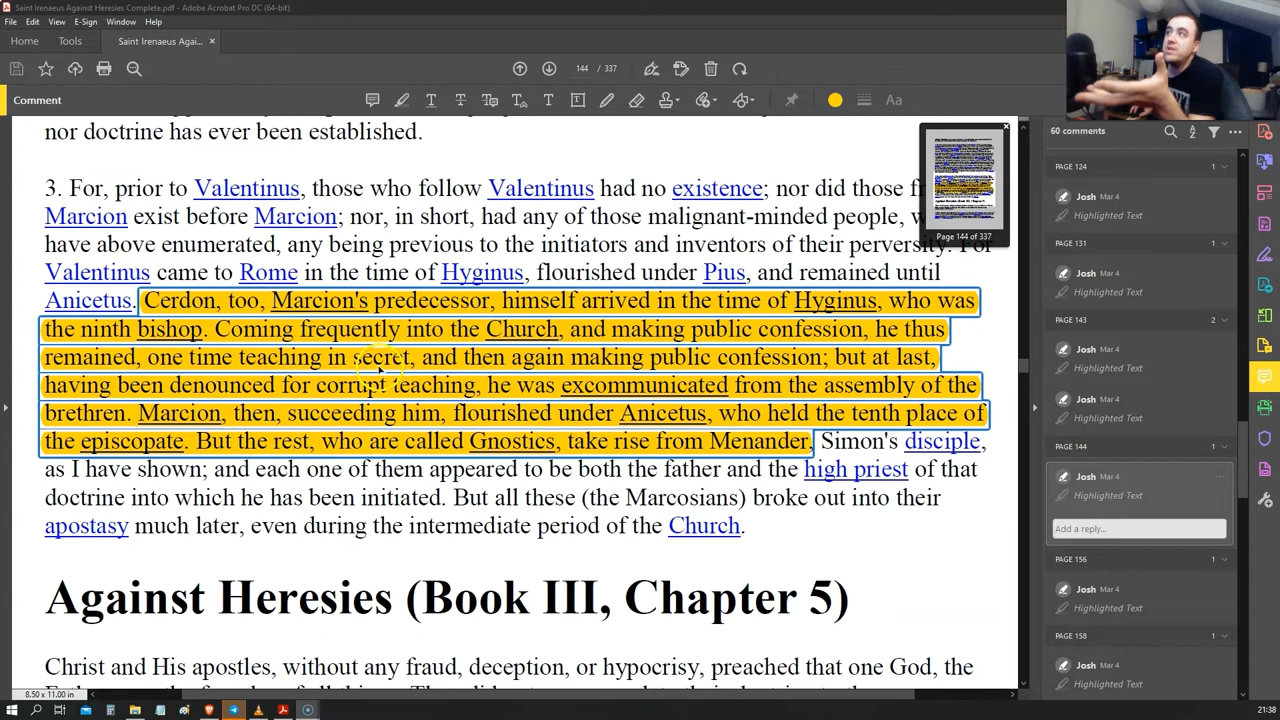 Saint Irenaeus Against Heresies Complete.pdf - Adobe Acrobat Pro DC (64-bit)
File Edit View E-Sign Window Help
Home Tools Saint Irenaeus Agai... ×
144 / 337
Comment
60 comments
nor doctrine has ever been established.
3. For, prior to Valentinus, those who follow Valentinus had no existence; nor did those
Marcion exist before Marcion; nor, in short, had any of those malignant-minded people,
have above enumerated, any being previous to the initiators and inventors of their perversity. For
Valentinus came to Rome in the time of Hyginus, flourished under Pius, and remained until
Anicetus. Cerdon, too, Marcion's predecessor, himself arrived in the time of Hyginus, who was
the ninth bishop. Coming frequently into the Church, and making public confession, he thus
remained, one time teaching in secret, and then again making public confession; but at last,
having been denounced for corrupt teaching, he was excommunicated from the assembly of the
brethren. Marcion, then, succeeding him, flourished under Anicetus, who held the tenth place of
the episcopate. But the rest, who are called Gnostics, take rise from Menander, Simon's disciple,
as I have shown; and each one of them appeared to be both the father and the high priest of that
doctrine into which he has been initiated. But all these (the Marcosians) broke out into their
apostasy much later, even during the intermediate period of the Church.
Against Heresies (Book III, Chapter 5)
Christ and His apostles, without any fraud, deception, or hypocrisy, preached that one God, the
Page 144 of 337
PAGE 124 1
Josh Mar 4
Highlighted Text
PAGE 131 1
Josh Mar 4
Highlighted Text
PAGE 143 2
Josh Mar 4
Highlighted Text
Josh Mar 4
Highlighted Text
PAGE 144 1
Josh Mar 4
Highlighted Text
Add a reply...
PAGE 156 1
Josh Mar 4
Highlighted Text
PAGE 158 1
Josh Mar 4
Highlighted Text
8.50 x 11.00 in
21:38